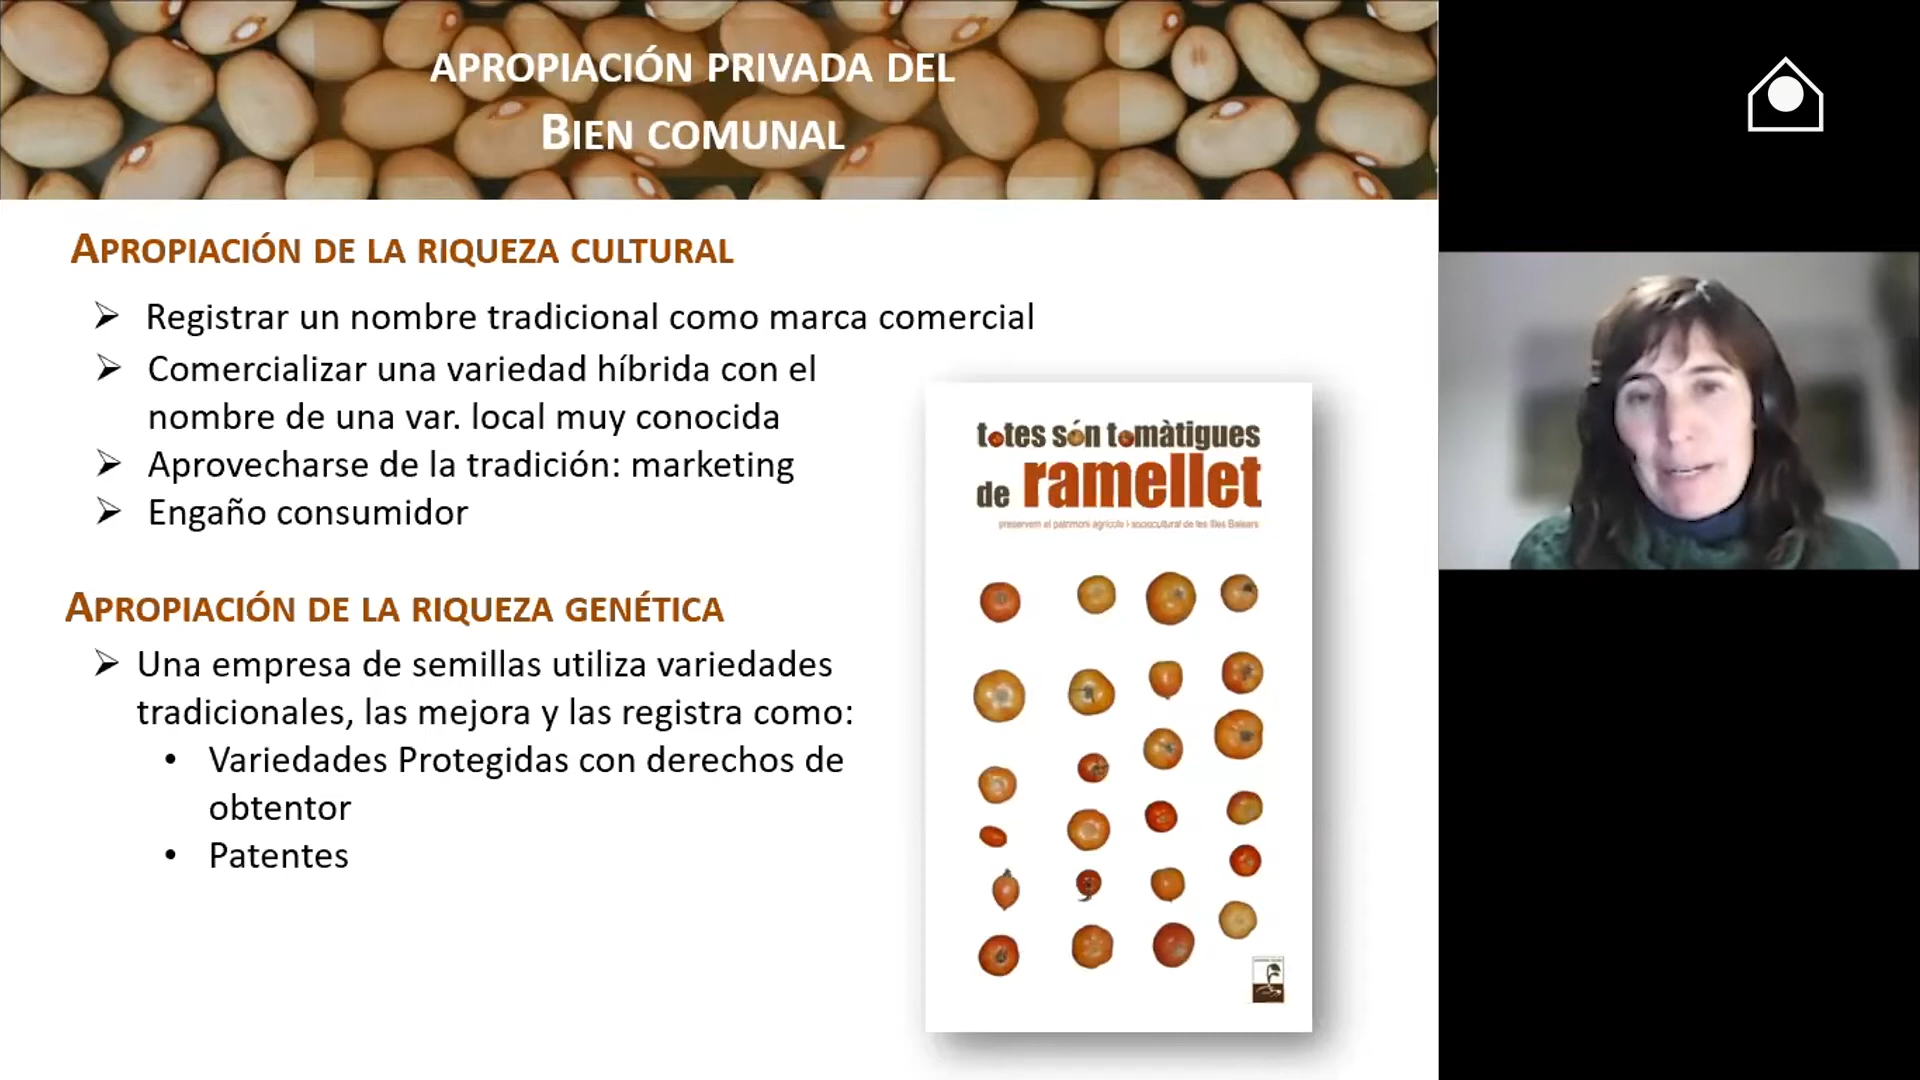 APROPIACIÓN PRIVADA DEL
BIEN COMUNAL
APROPIACIÓN DE LA RIQUEZA CULTURAL
➢ Registrar un nombre tradicional como marca comercial
➢ Comercializar una variedad híbrida con el
nombre de una var. local muy conocida
➢ Aprovecharse de la tradición: marketing
➢ Engaño consumidor
APROPIACIÓN DE LA RIQUEZA GENÉTICA
➢ Una empresa de semillas utiliza variedades
tradicionales, las mejora y las registra como:
• Variedades Protegidas con derechos de
obtentor
• Patentes
totes són tomàtigues
de ramellet
preservem el patrimoni agrícola i sociocultural de les Illes Balears